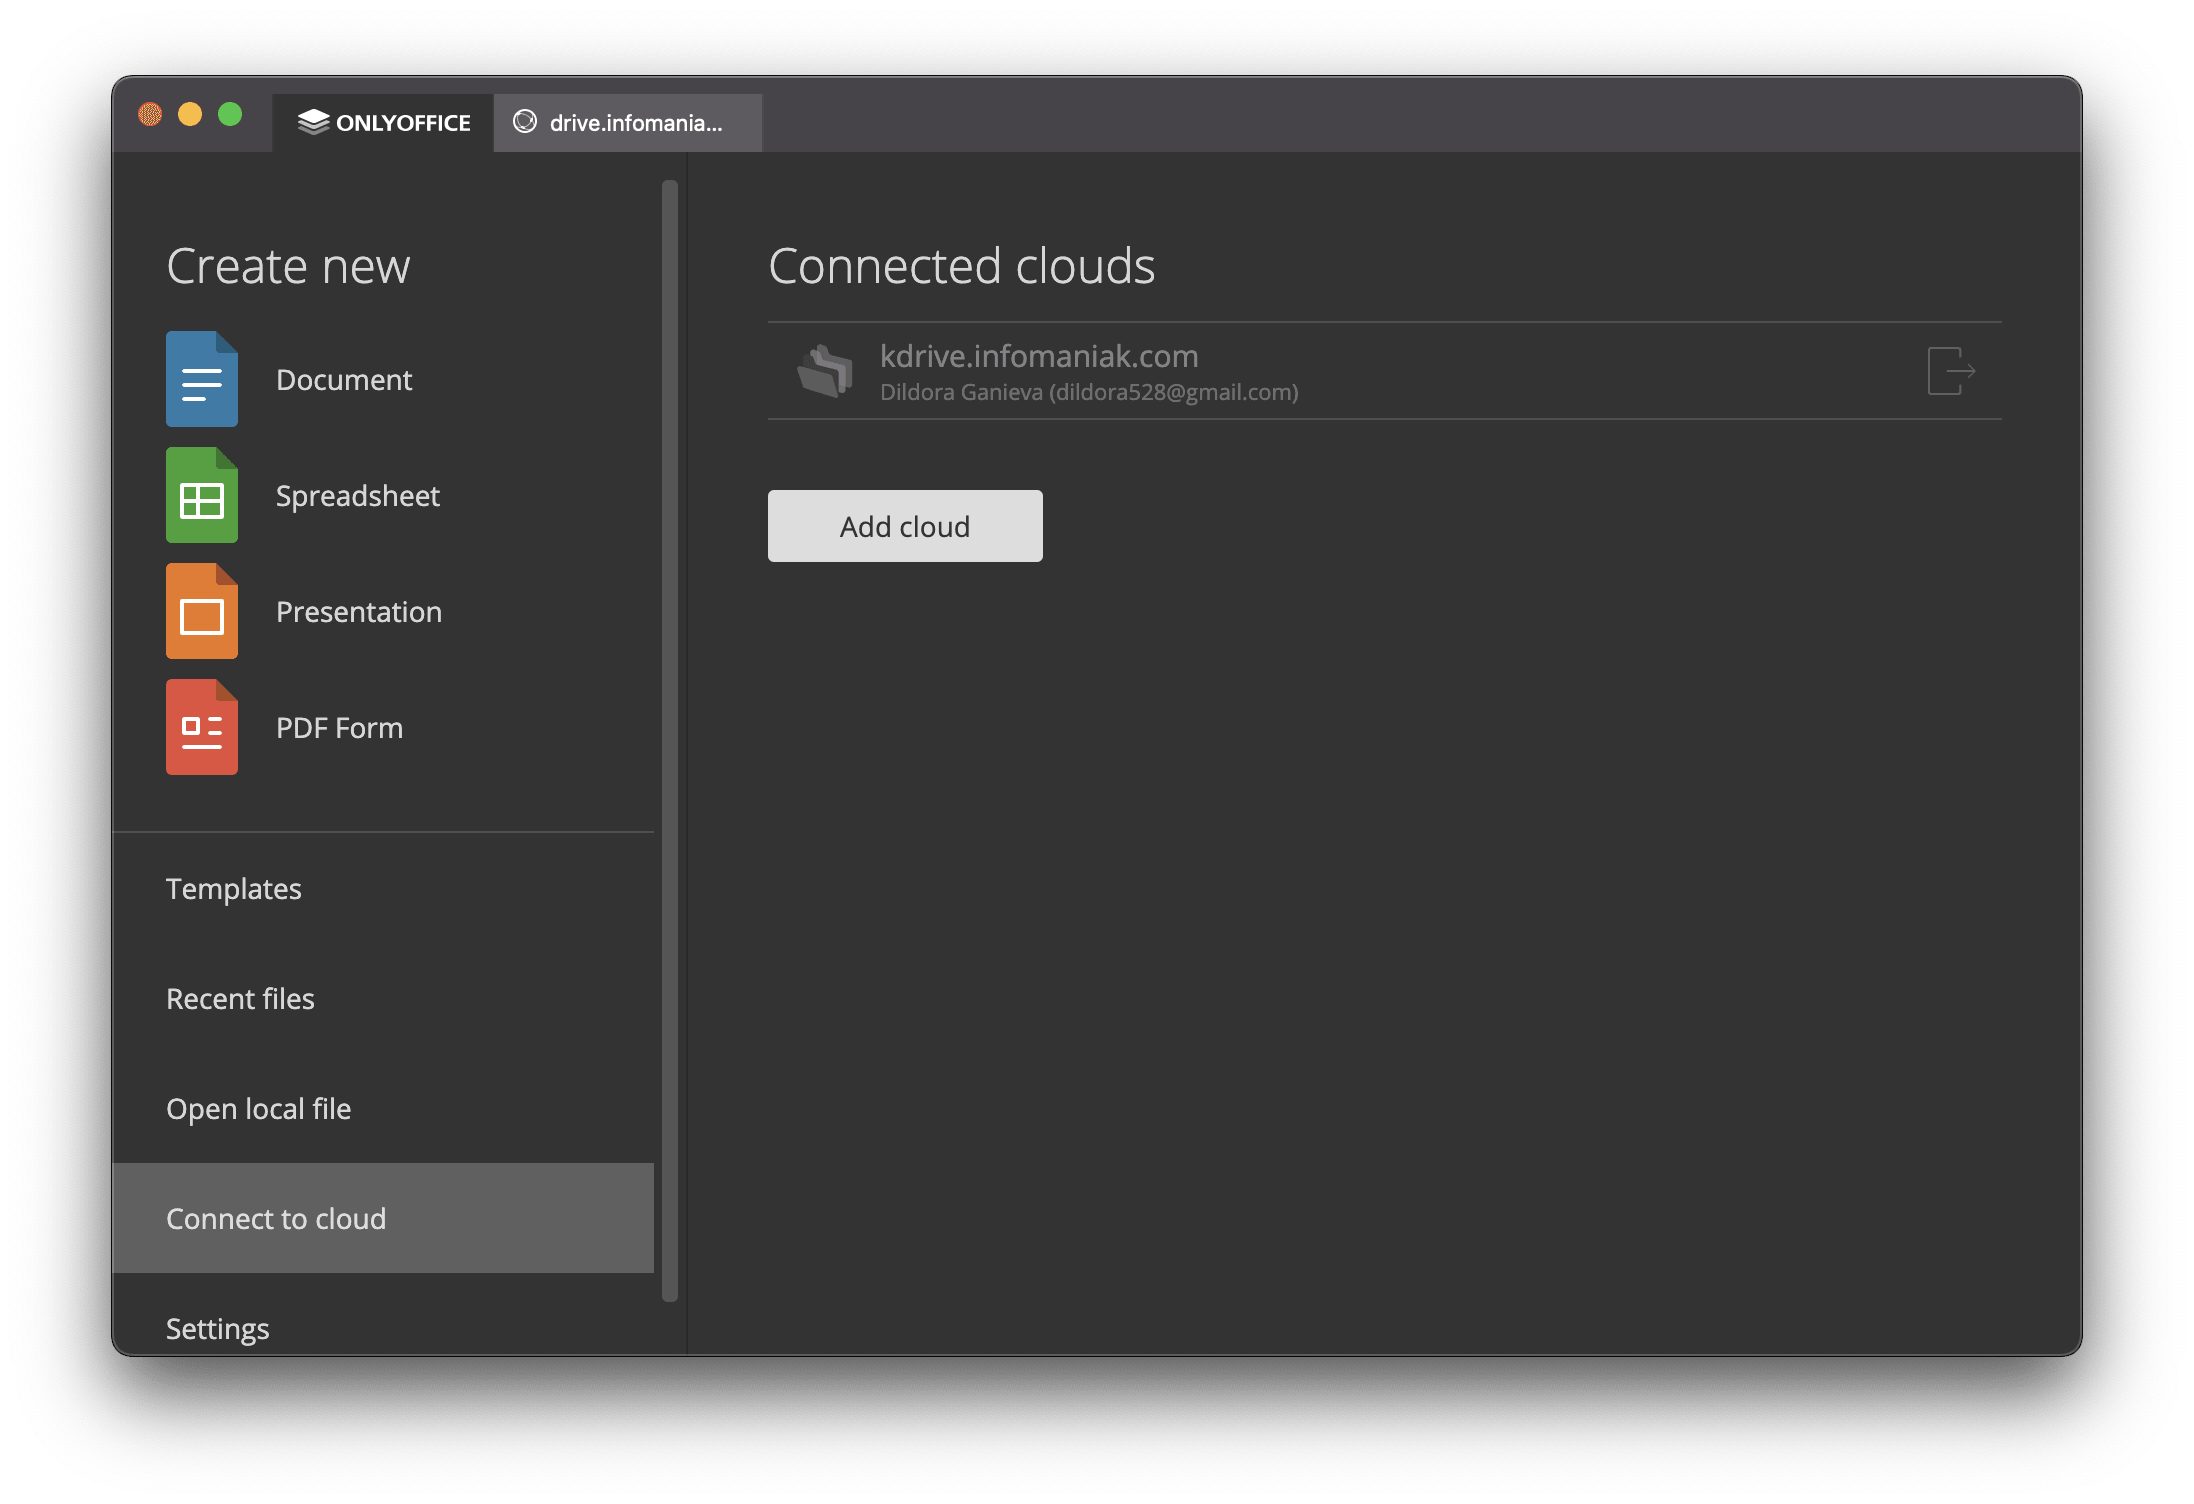 ONLYOFFICE
drive.infomania...
Create new
Document
Spreadsheet
Presentation
PDF Form
Templates
Recent files
Open local file
Connect to cloud
Settings
Connected clouds
kdrive.infomaniak.com
Dildora Ganieva (dildora528@gmail.com)
Add cloud